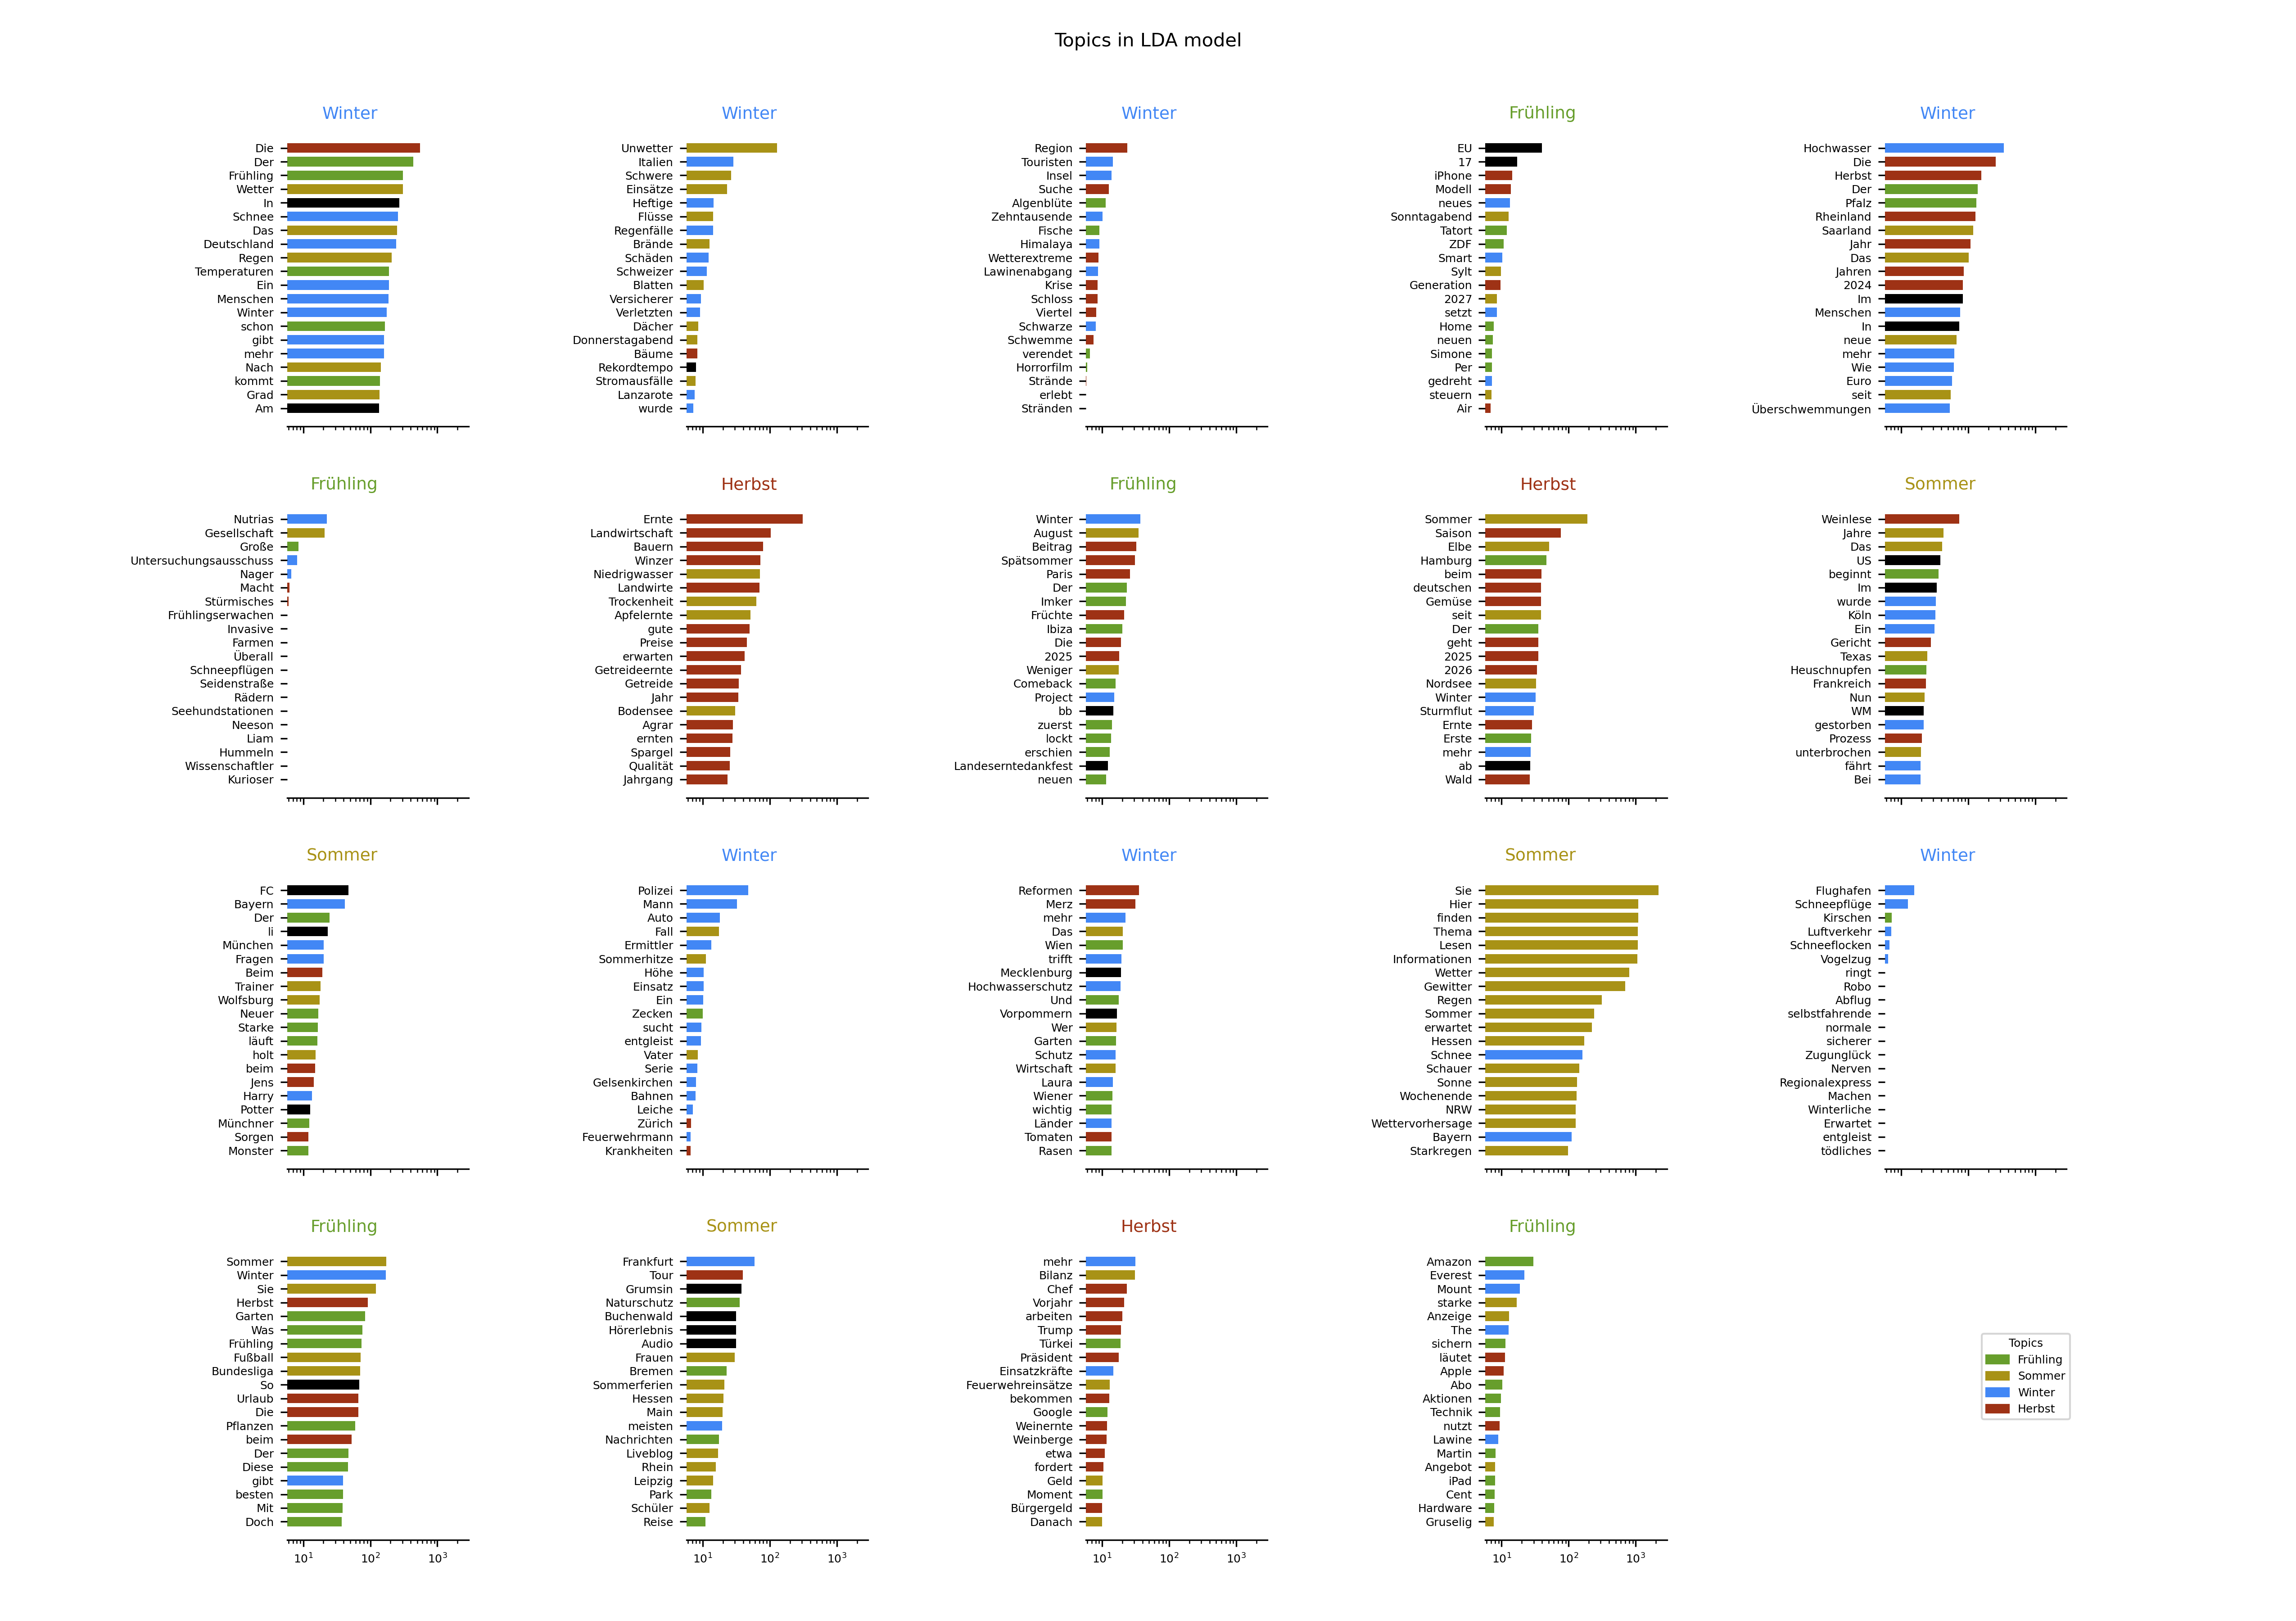 Topics in LDA model
Winter
Die
Der
Frühling
Wetter
In
Schnee
Das
Deutschland
Regen
Temperaturen
Ein
Menschen
Winter
schon
gibt
mehr
Nach
kommt
Grad
Am
Winter
Unwetter
Italien
Schwere
Einsätze
Heftige
Flüsse
Regenfälle
Brände
Schäden
Schweizer
Blatten
Versicherer
Verletzten
Dächer
Donnerstagabend
Bäume
Rekordtempo
Stromausfälle
Lanzarote
wurde
Winter
Region
Touristen
Insel
Suche
Algenblüte
Zehntausende
Fische
Himalaya
Wetterextreme
Lawinenabgang
Krise
Schloss
Viertel
Schwarze
Schwemme
verendet
Horrorfilm
Strände
erlebt
Stränden
Frühling
EU
17
iPhone
Modell
neues
Sonntagabend
Tatort
ZDF
Smart
Sylt
Generation
2027
setzt
Home
neuen
Simone
Per
gedreht
steuern
Air
Winter
Hochwasser
Die
Herbst
Der
Pfalz
Rheinland
Saarland
Jahr
Das
Jahren
2024
Im
Menschen
In
neue
mehr
Wie
Euro
seit
Überschwemmungen
Frühling
Nutrias
Gesellschaft
Große
Untersuchungsausschuss
Nager
Macht
Stürmisches
Frühlingserwachen
Invasive
Farmen
Überall
Schneepflügen
Seidenstraße
Rädern
Seehundstationen
Neeson
Liam
Hummeln
Wissenschaftler
Kurioser
Herbst
Ernte
Landwirtschaft
Bauern
Winzer
Niedrigwasser
Landwirte
Trockenheit
Apfelernte
gute
Preise
erwarten
Getreideernte
Getreide
Jahr
Bodensee
Agrar
ernten
Spargel
Qualität
Jahrgang
Frühling
Winter
August
Beitrag
Spätsommer
Paris
Der
Imker
Früchte
Ibiza
Die
2025
Weniger
Comeback
Project
bb
zuerst
lockt
erschien
Landeserntedankfest
neuen
Herbst
Sommer
Saison
Elbe
Hamburg
beim
deutschen
Gemüse
seit
Der
geht
2025
2026
Nordsee
Winter
Sturmflut
Ernte
Erste
mehr
ab
Wald
Sommer
Weinlese
Jahre
Das
US
beginnt
Im
wurde
Köln
Ein
Gericht
Texas
Heuschnupfen
Frankreich
Nun
WM
gestorben
Prozess
unterbrochen
fährt
Bei
Sommer
FC
Bayern
Der
li
München
Fragen
Beim
Trainer
Wolfsburg
Neuer
Starke
läuft
holt
beim
Jens
Harry
Potter
Münchner
Sorgen
Monster
Winter
Polizei
Mann
Auto
Fall
Ermittler
Sommerhitze
Höhe
Einsatz
Ein
Zecken
sucht
entgleist
Vater
Serie
Gelsenkirchen
Bahnen
Leiche
Zürich
Feuerwehrmann
Krankheiten
Winter
Reformen
Merz
mehr
Das
Wien
trifft
Mecklenburg
Hochwasserschutz
Und
Vorpommern
Wer
Garten
Schutz
Wirtschaft
Laura
Wiener
wichtig
Länder
Tomaten
Rasen
Sommer
Sie
Hier
finden
Thema
Lesen
Informationen
Wetter
Gewitter
Regen
Sommer
erwartet
Hessen
Schnee
Schauer
Sonne
Wochenende
NRW
Wettervorhersage
Bayern
Starkregen
Winter
Flughafen
Schneepflüge
Kirschen
Luftverkehr
Schneeflocken
Vogelzug
ringt
Robo
Abflug
selbstfahrende
normale
sicherer
Zugunglück
Nerven
Regionalexpress
Machen
Winterliche
Erwartet
entgleist
tödliches
Frühling
Sommer
Winter
Sie
Herbst
Garten
Was
Frühling
Fußball
Bundesliga
So
Urlaub
Die
Pflanzen
beim
Der
Diese
gibt
besten
Mit
Doch
10¹ 10² 10³
Sommer
Frankfurt
Tour
Grumsin
Naturschutz
Buchenwald
Hörerlebnis
Audio
Frauen
Bremen
Sommerferien
Hessen
Main
meisten
Nachrichten
Liveblog
Rhein
Leipzig
Park
Schüler
Reise
10¹ 10² 10³
Herbst
mehr
Bilanz
Chef
Vorjahr
arbeiten
Trump
Türkei
Präsident
Einsatzkräfte
Feuerwehreinsätze
bekommen
Google
Weinernte
Weinberge
etwa
fordert
Geld
Moment
Bürgergeld
Danach
10¹ 10² 10³
Frühling
Amazon
Everest
Mount
starke
Anzeige
The
sichern
läutet
Apple
Abo
Aktionen
Technik
nutzt
Lawine
Martin
Angebot
iPad
Cent
Hardware
Gruselig
10¹ 10² 10³
Topics
Frühling
Sommer
Winter
Herbst